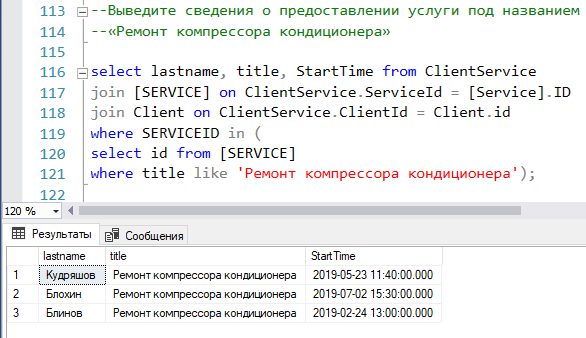 113 --Выведите сведения о предоставлении услуги под названием
114 --«Ремонт компрессора кондиционера»
115
116 select lastname, title, StartTime from ClientService
117 join [SERVICE] on ClientService.ServiceId = [Service].ID
118 join Client on ClientService.ClientId = Client.id
119 where SERVICEID in (
120 select id from [SERVICE]
121 where title like 'Ремонт компрессора кондиционера');
122
120 %
Результаты Сообщения
lastname title StartTime
1 Кудряшов Ремонт компрессора кондиционера 2019-05-23 11:40:00.000
2 Блохин Ремонт компрессора кондиционера 2019-07-02 15:30:00.000
3 Блинов Ремонт компрессора кондиционера 2019-02-24 13:00:00.000